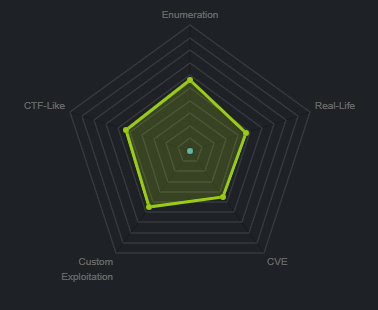 Enumeration
CTF-Like
Real-Life
Custom
Exploitation
CVE